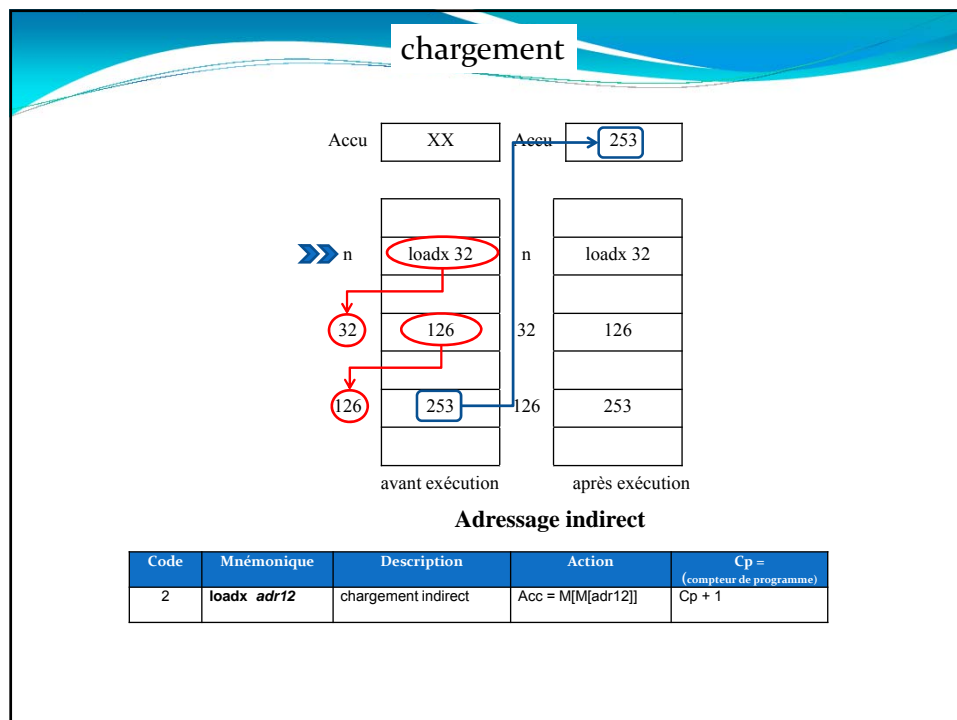 chargement
Accu XX Accu 253
n loadx 32 n loadx 32
32 126 32 126
126 253 126 253
avant exécution après exécution
Adressage indirect
Code Mnémonique Description Action Cp =
(compteur de programme)
2 loadx adr12 chargement indirect Acc = M[M[adr12]] Cp + 1